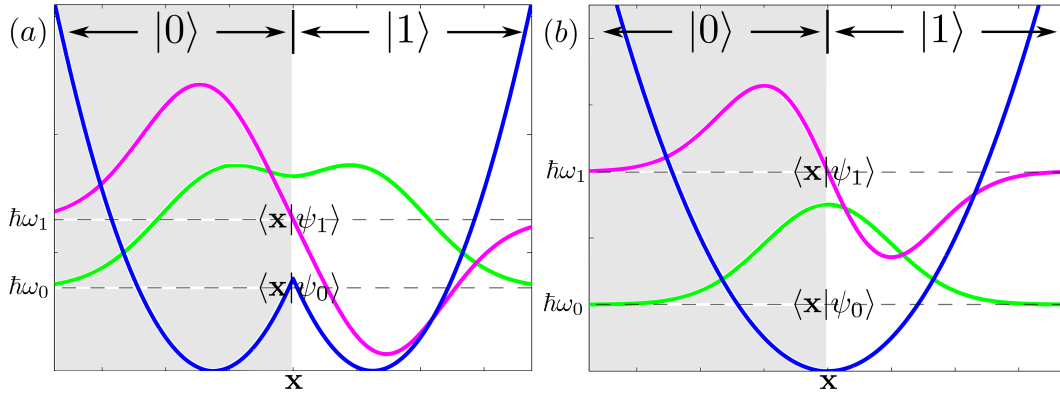 (a) |0⟩ |1⟩
ħω₁ ⟨x|ψ₁⟩
ħω₀ ⟨x|ψ₀⟩
x
(b) |0⟩ |1⟩
ħω₁ ⟨x|ψ₁⟩
ħω₀ ⟨x|ψ₀⟩
x